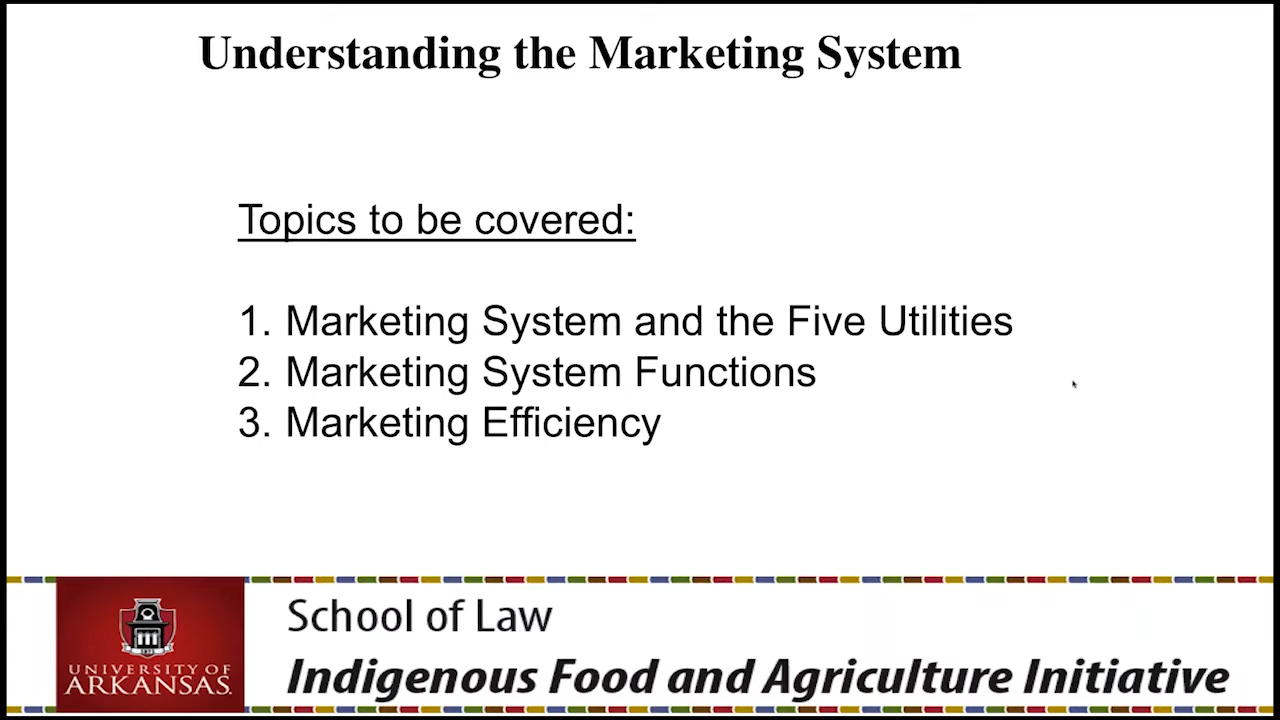 Understanding the Marketing System
Topics to be covered:
1. Marketing System and the Five Utilities
2. Marketing System Functions
3. Marketing Efficiency
School of Law
Indigenous Food and Agriculture Initiative
UNIVERSITY OF
ARKANSAS.